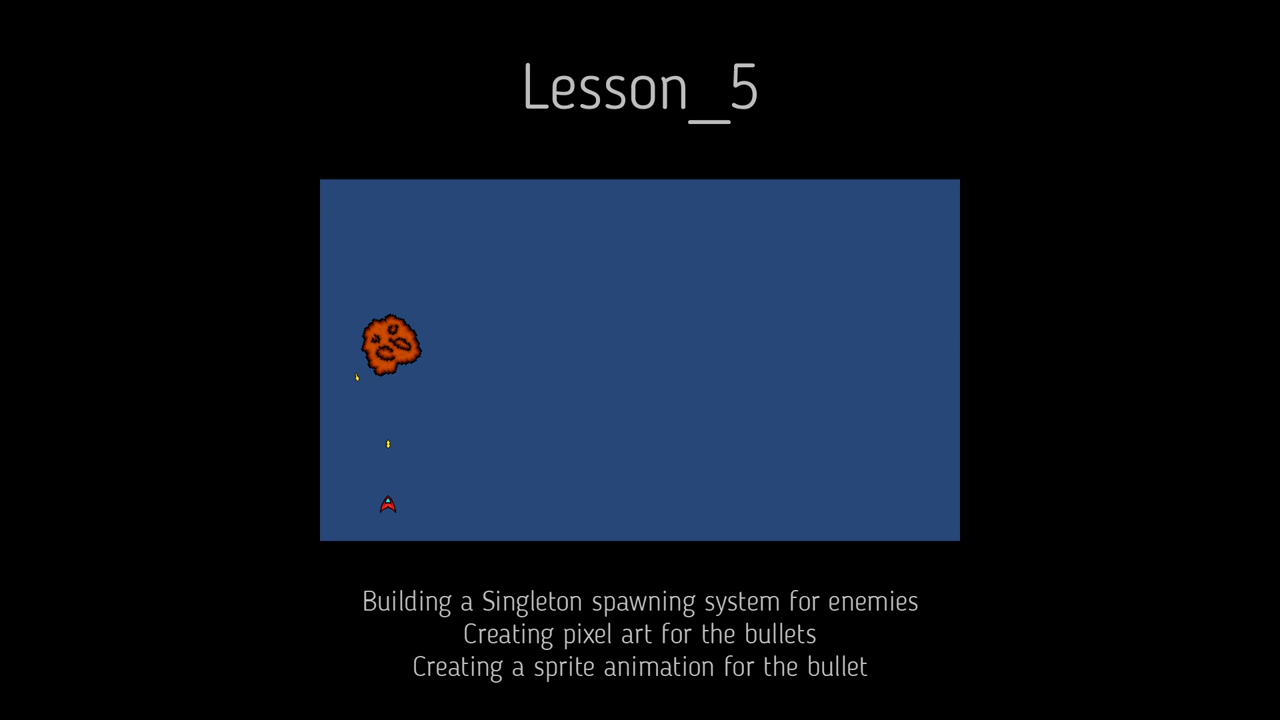 Lesson_5
Building a Singleton spawning system for enemies
Creating pixel art for the bullets
Creating a sprite animation for the bullet